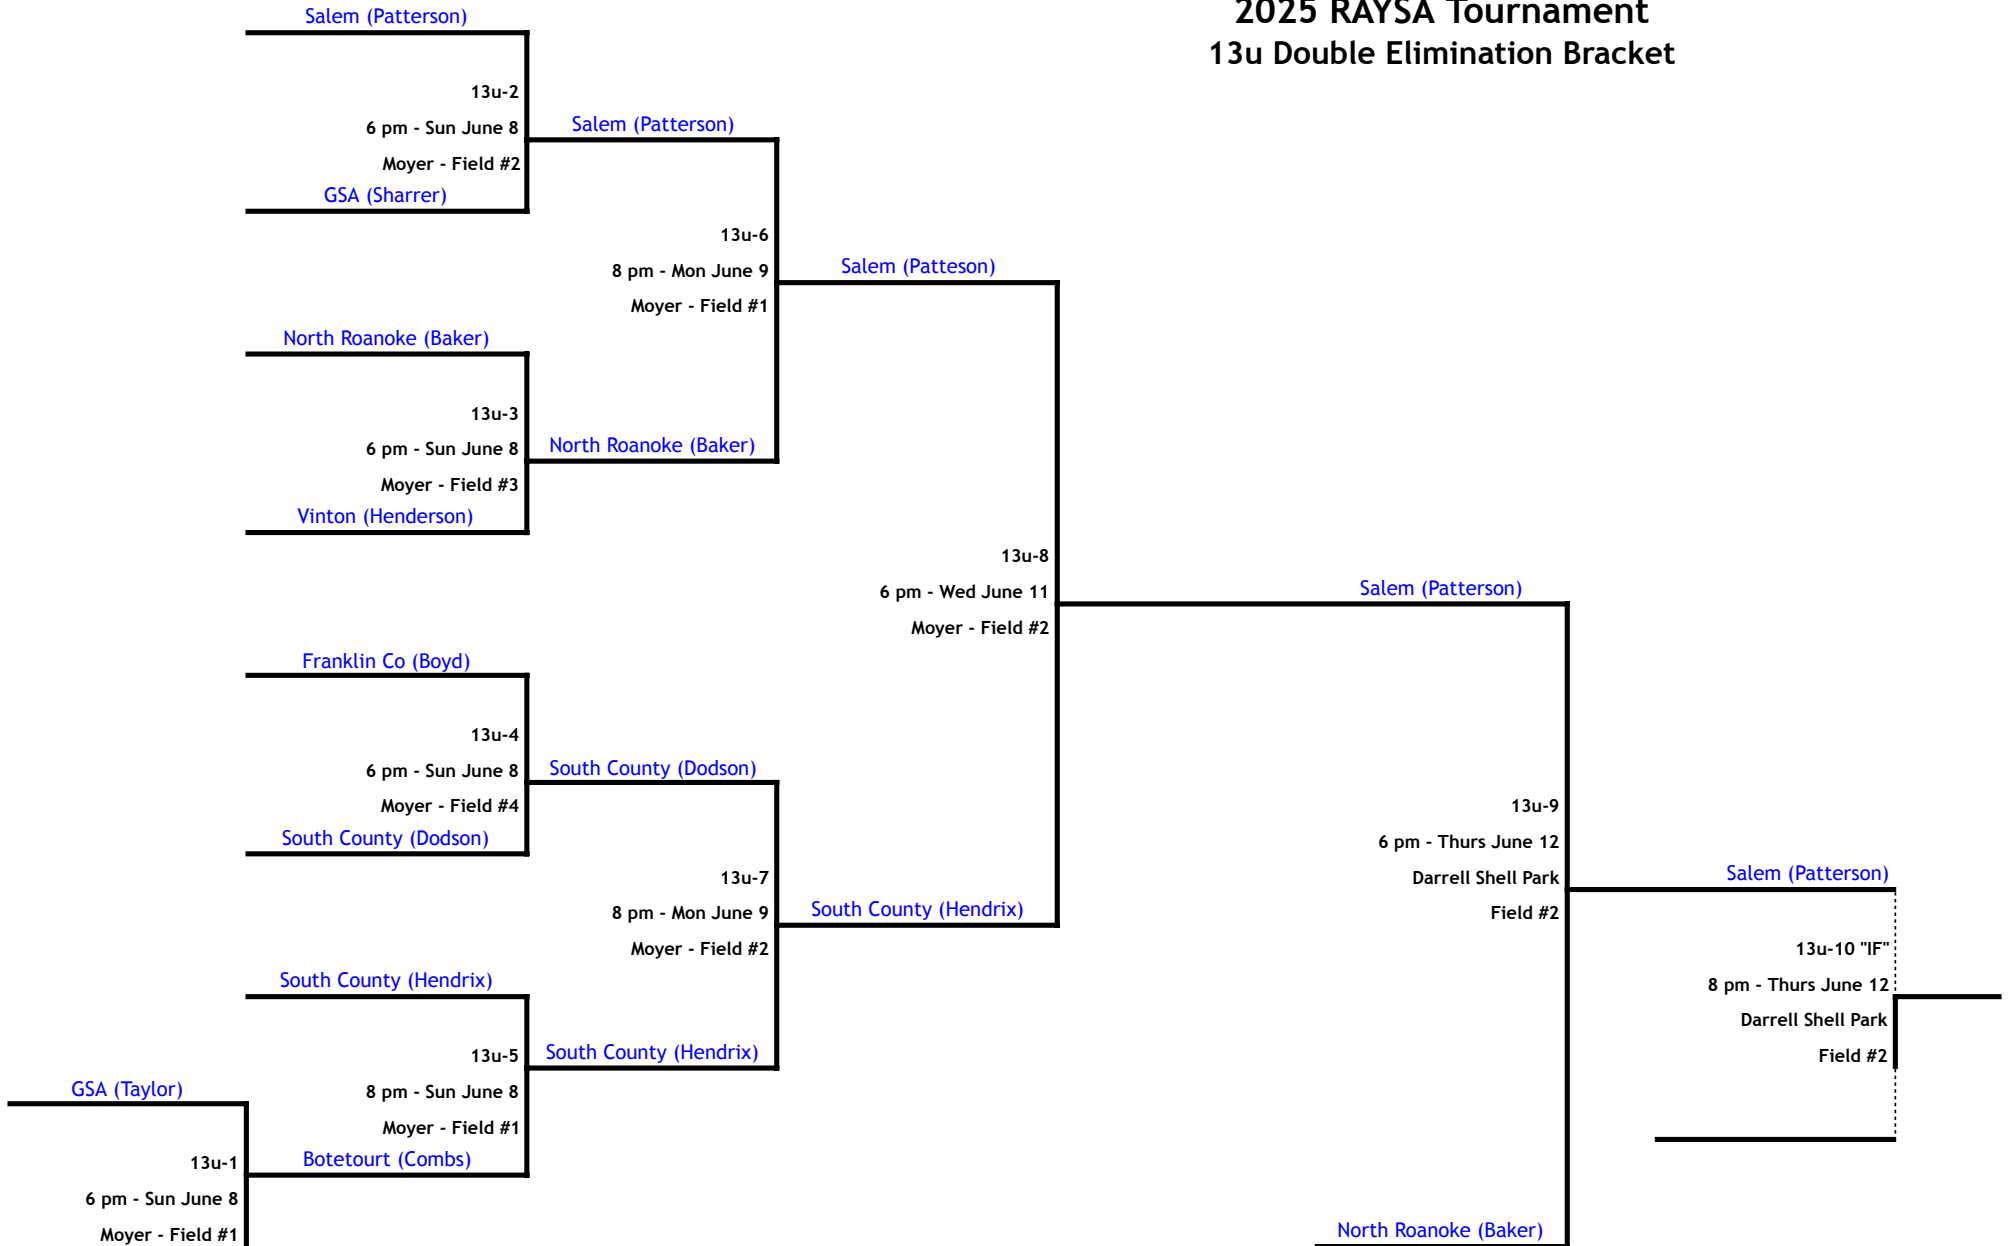 2025 RAYSA Tournament
13u Double Elimination Bracket
Salem (Patterson)
13u-2
6 pm - Sun June 8
Moyer - Field #2
GSA (Sharrer)
Salem (Patterson)
13u-6
8 pm - Mon June 9
Moyer - Field #1
Salem (Patteson)
North Roanoke (Baker)
13u-3
6 pm - Sun June 8
Moyer - Field #3
Vinton (Henderson)
North Roanoke (Baker)
13u-8
6 pm - Wed June 11
Moyer - Field #2
Salem (Patterson)
Franklin Co (Boyd)
13u-4
6 pm - Sun June 8
Moyer - Field #4
South County (Dodson)
South County (Dodson)
13u-7
8 pm - Mon June 9
Moyer - Field #2
South County (Hendrix)
South County (Hendrix)
13u-5
8 pm - Sun June 8
Moyer - Field #1
South County (Hendrix)
GSA (Taylor)
13u-1
6 pm - Sun June 8
Moyer - Field #1
Botetourt (Combs)
13u-9
6 pm - Thurs June 12
Darrell Shell Park
Field #2
Salem (Patterson)
13u-10 "IF"
8 pm - Thurs June 12
Darrell Shell Park
Field #2
North Roanoke (Baker)